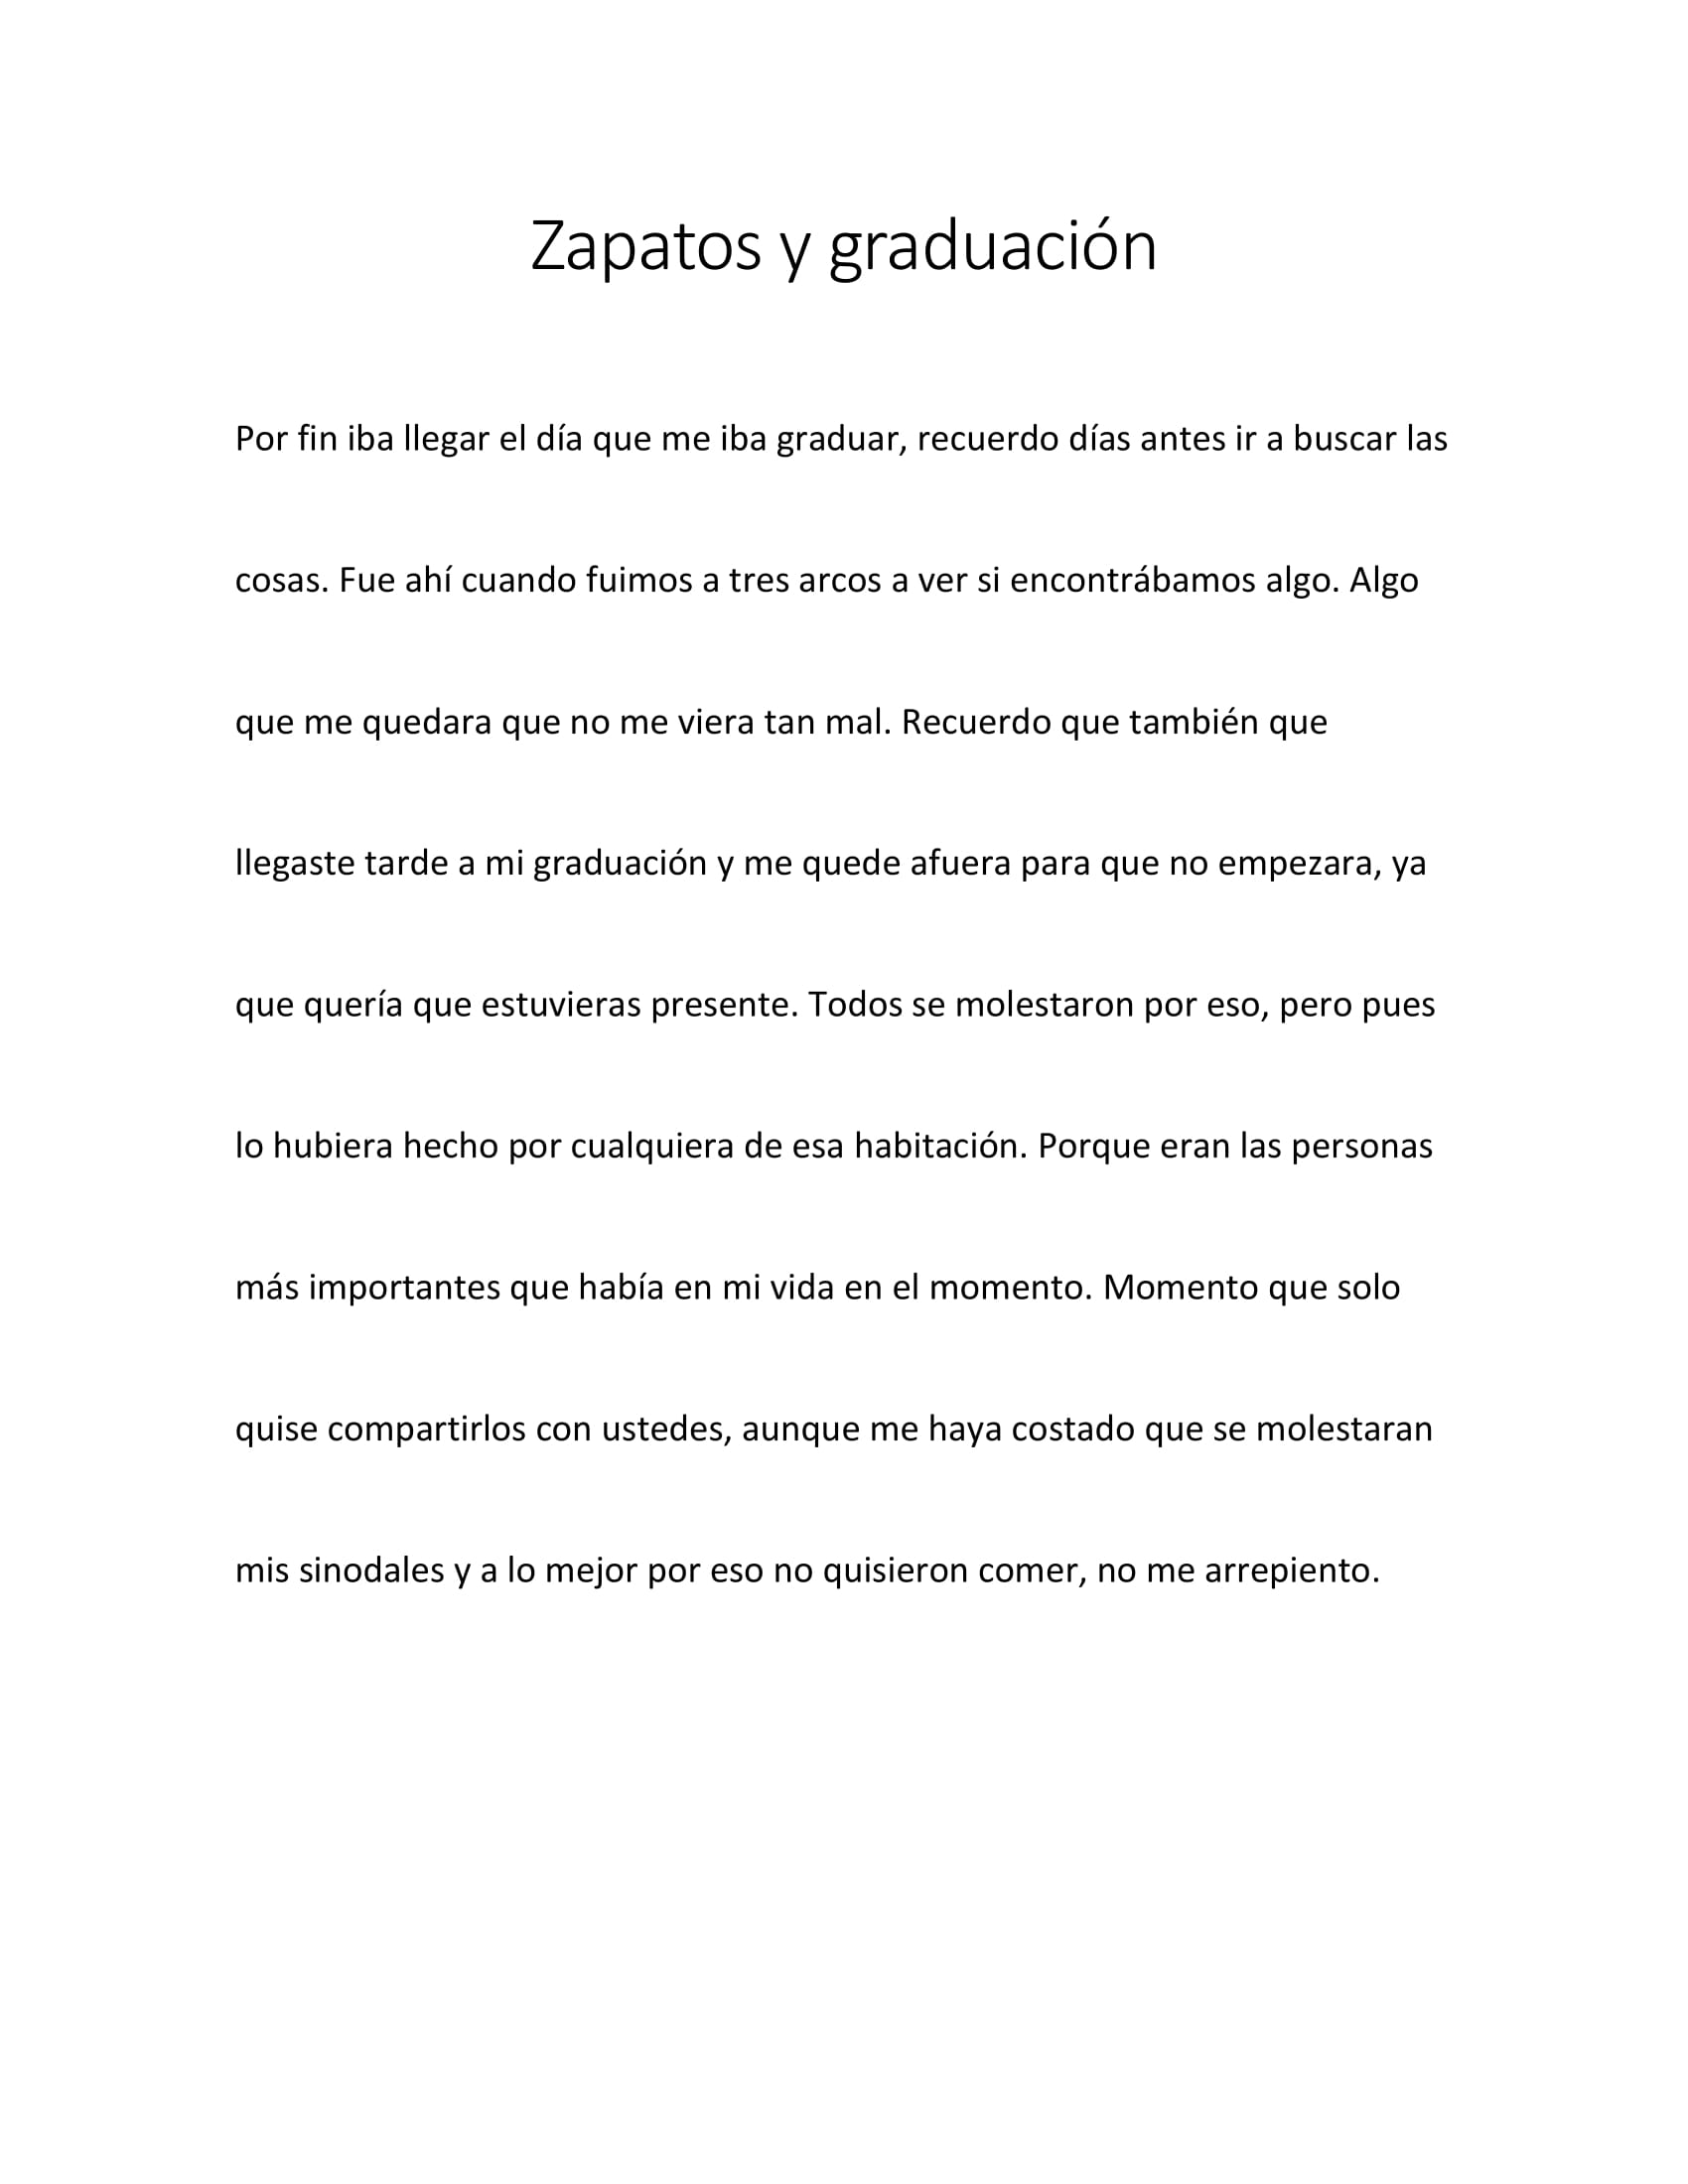 Zapatos y graduación
Por fin iba llegar el día que me iba graduar, recuerdo días antes ir a buscar las
cosas. Fue ahí cuando fuimos a tres arcos a ver si encontrábamos algo. Algo
que me quedara que no me viera tan mal. Recuerdo que también que
llegaste tarde a mi graduación y me quede afuera para que no empezara, ya
que quería que estuvieras presente. Todos se molestaron por eso, pero pues
lo hubiera hecho por cualquiera de esa habitación. Porque eran las personas
más importantes que había en mi vida en el momento. Momento que solo
quise compartirlos con ustedes, aunque me haya costado que se molestaran
mis sinodales y a lo mejor por eso no quisieron comer, no me arrepiento.